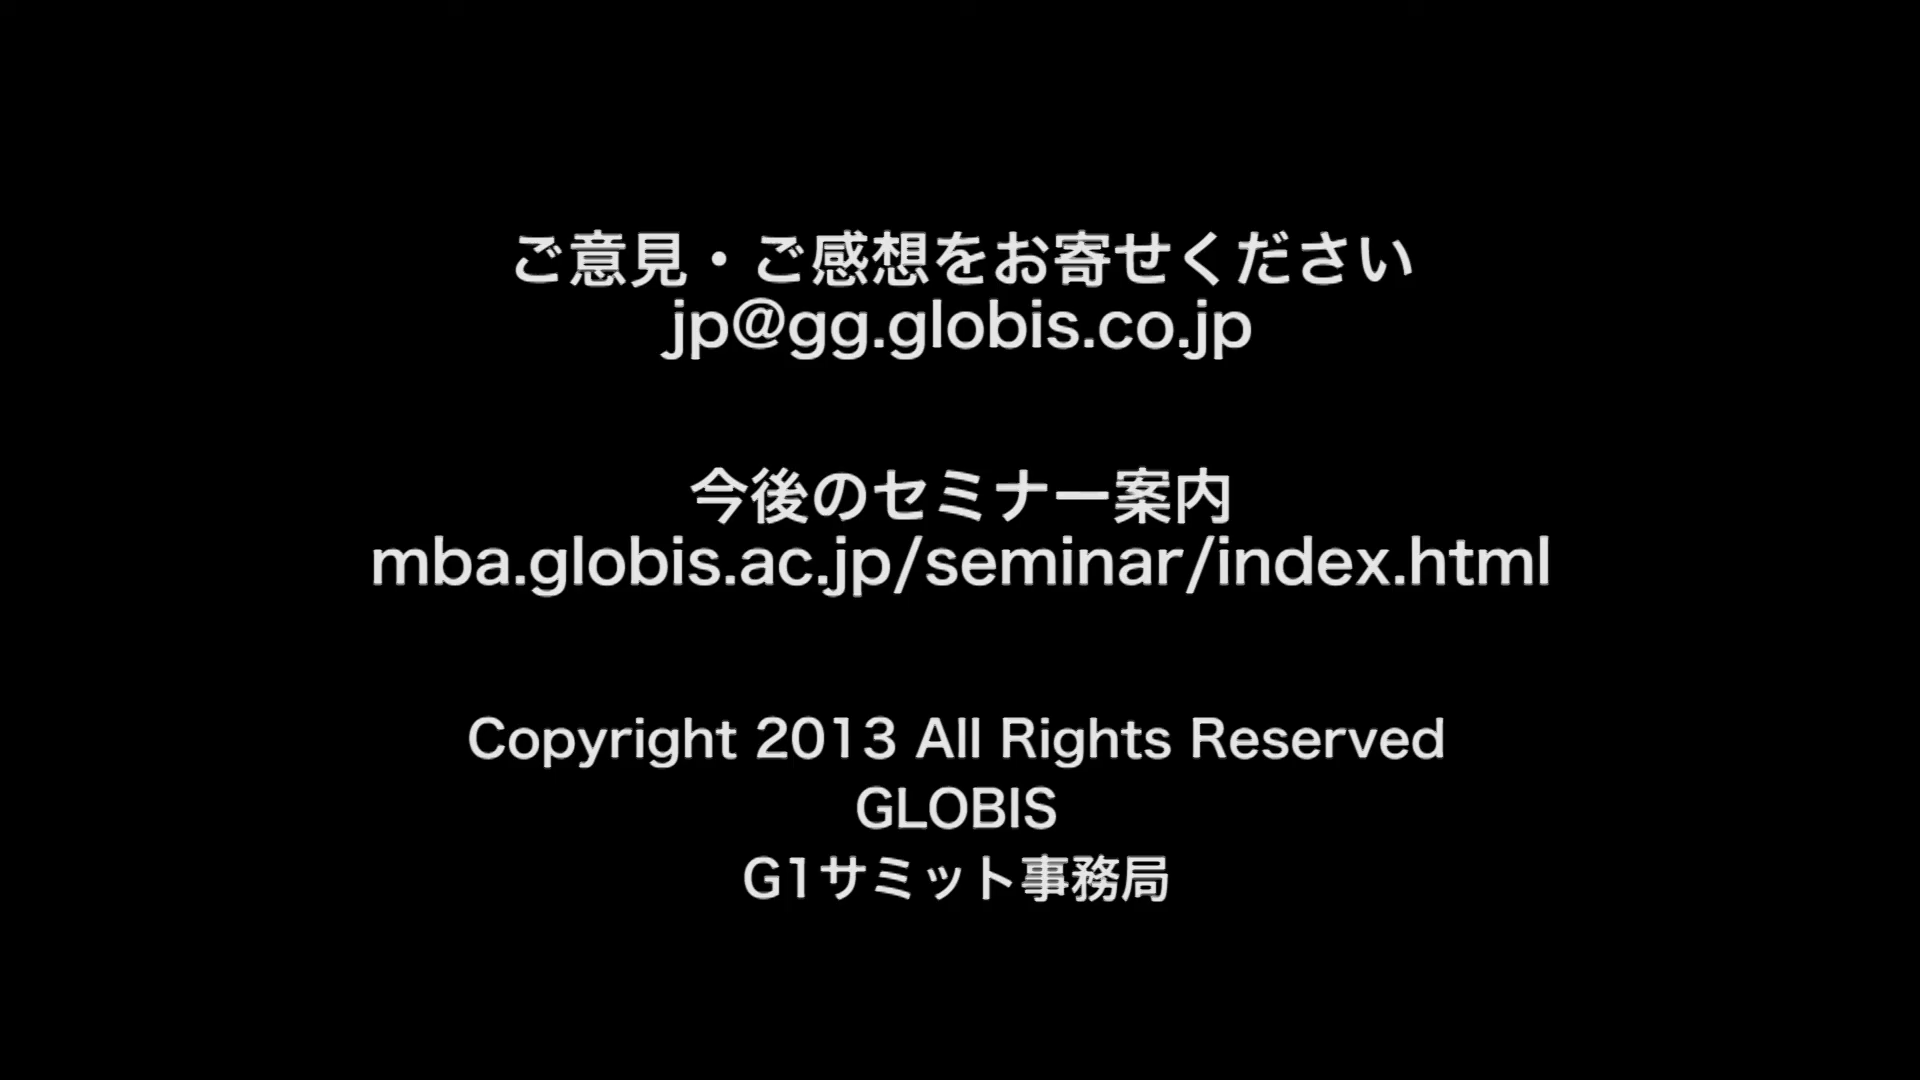 ご意見・ご感想をお寄せください
jp@gg.globis.co.jp
今後のセミナー案内
mba.globis.ac.jp/seminar/index.html
Copyright 2013 All Rights Reserved
GLOBIS
G1サミット事務局